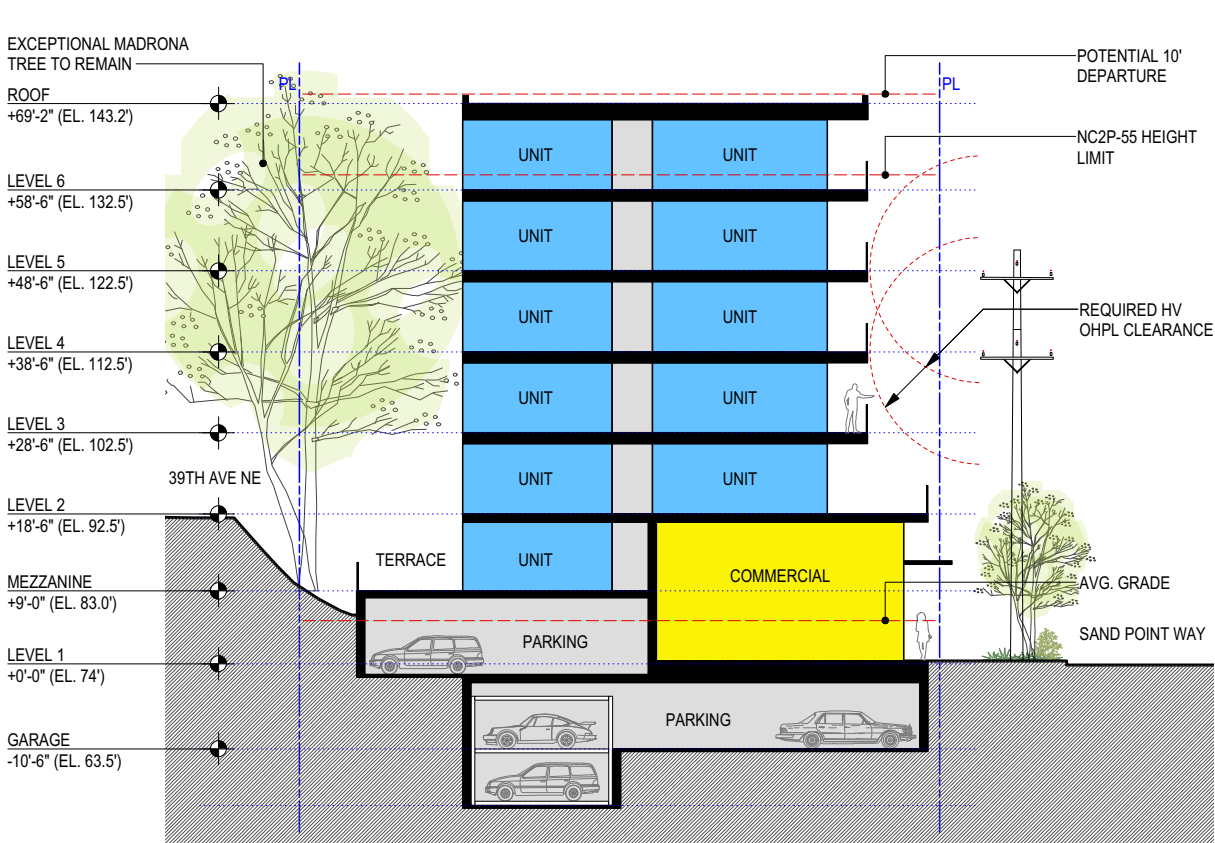 EXCEPTIONAL MADRONA
TREE TO REMAIN
PL
PL
POTENTIAL 10'
DEPARTURE
ROOF
+69'-2" (EL. 143.2')
NC2P-55 HEIGHT
LIMIT
UNIT
UNIT
LEVEL 6
+58'-6" (EL. 132.5')
UNIT
UNIT
LEVEL 5
+48'-6" (EL. 122.5')
UNIT
UNIT
REQUIRED HV
OHPL CLEARANCE
LEVEL 4
+38'-6" (EL. 112.5')
UNIT
UNIT
LEVEL 3
+28'-6" (EL. 102.5')
39TH AVE NE
UNIT
UNIT
LEVEL 2
+18'-6" (EL. 92.5')
TERRACE
UNIT
COMMERCIAL
MEZZANINE
+9'-0" (EL. 83.0')
AVG. GRADE
PARKING
SAND POINT WAY
LEVEL 1
+0'-0" (EL. 74')
PARKING
GARAGE
-10'-6" (EL. 63.5')